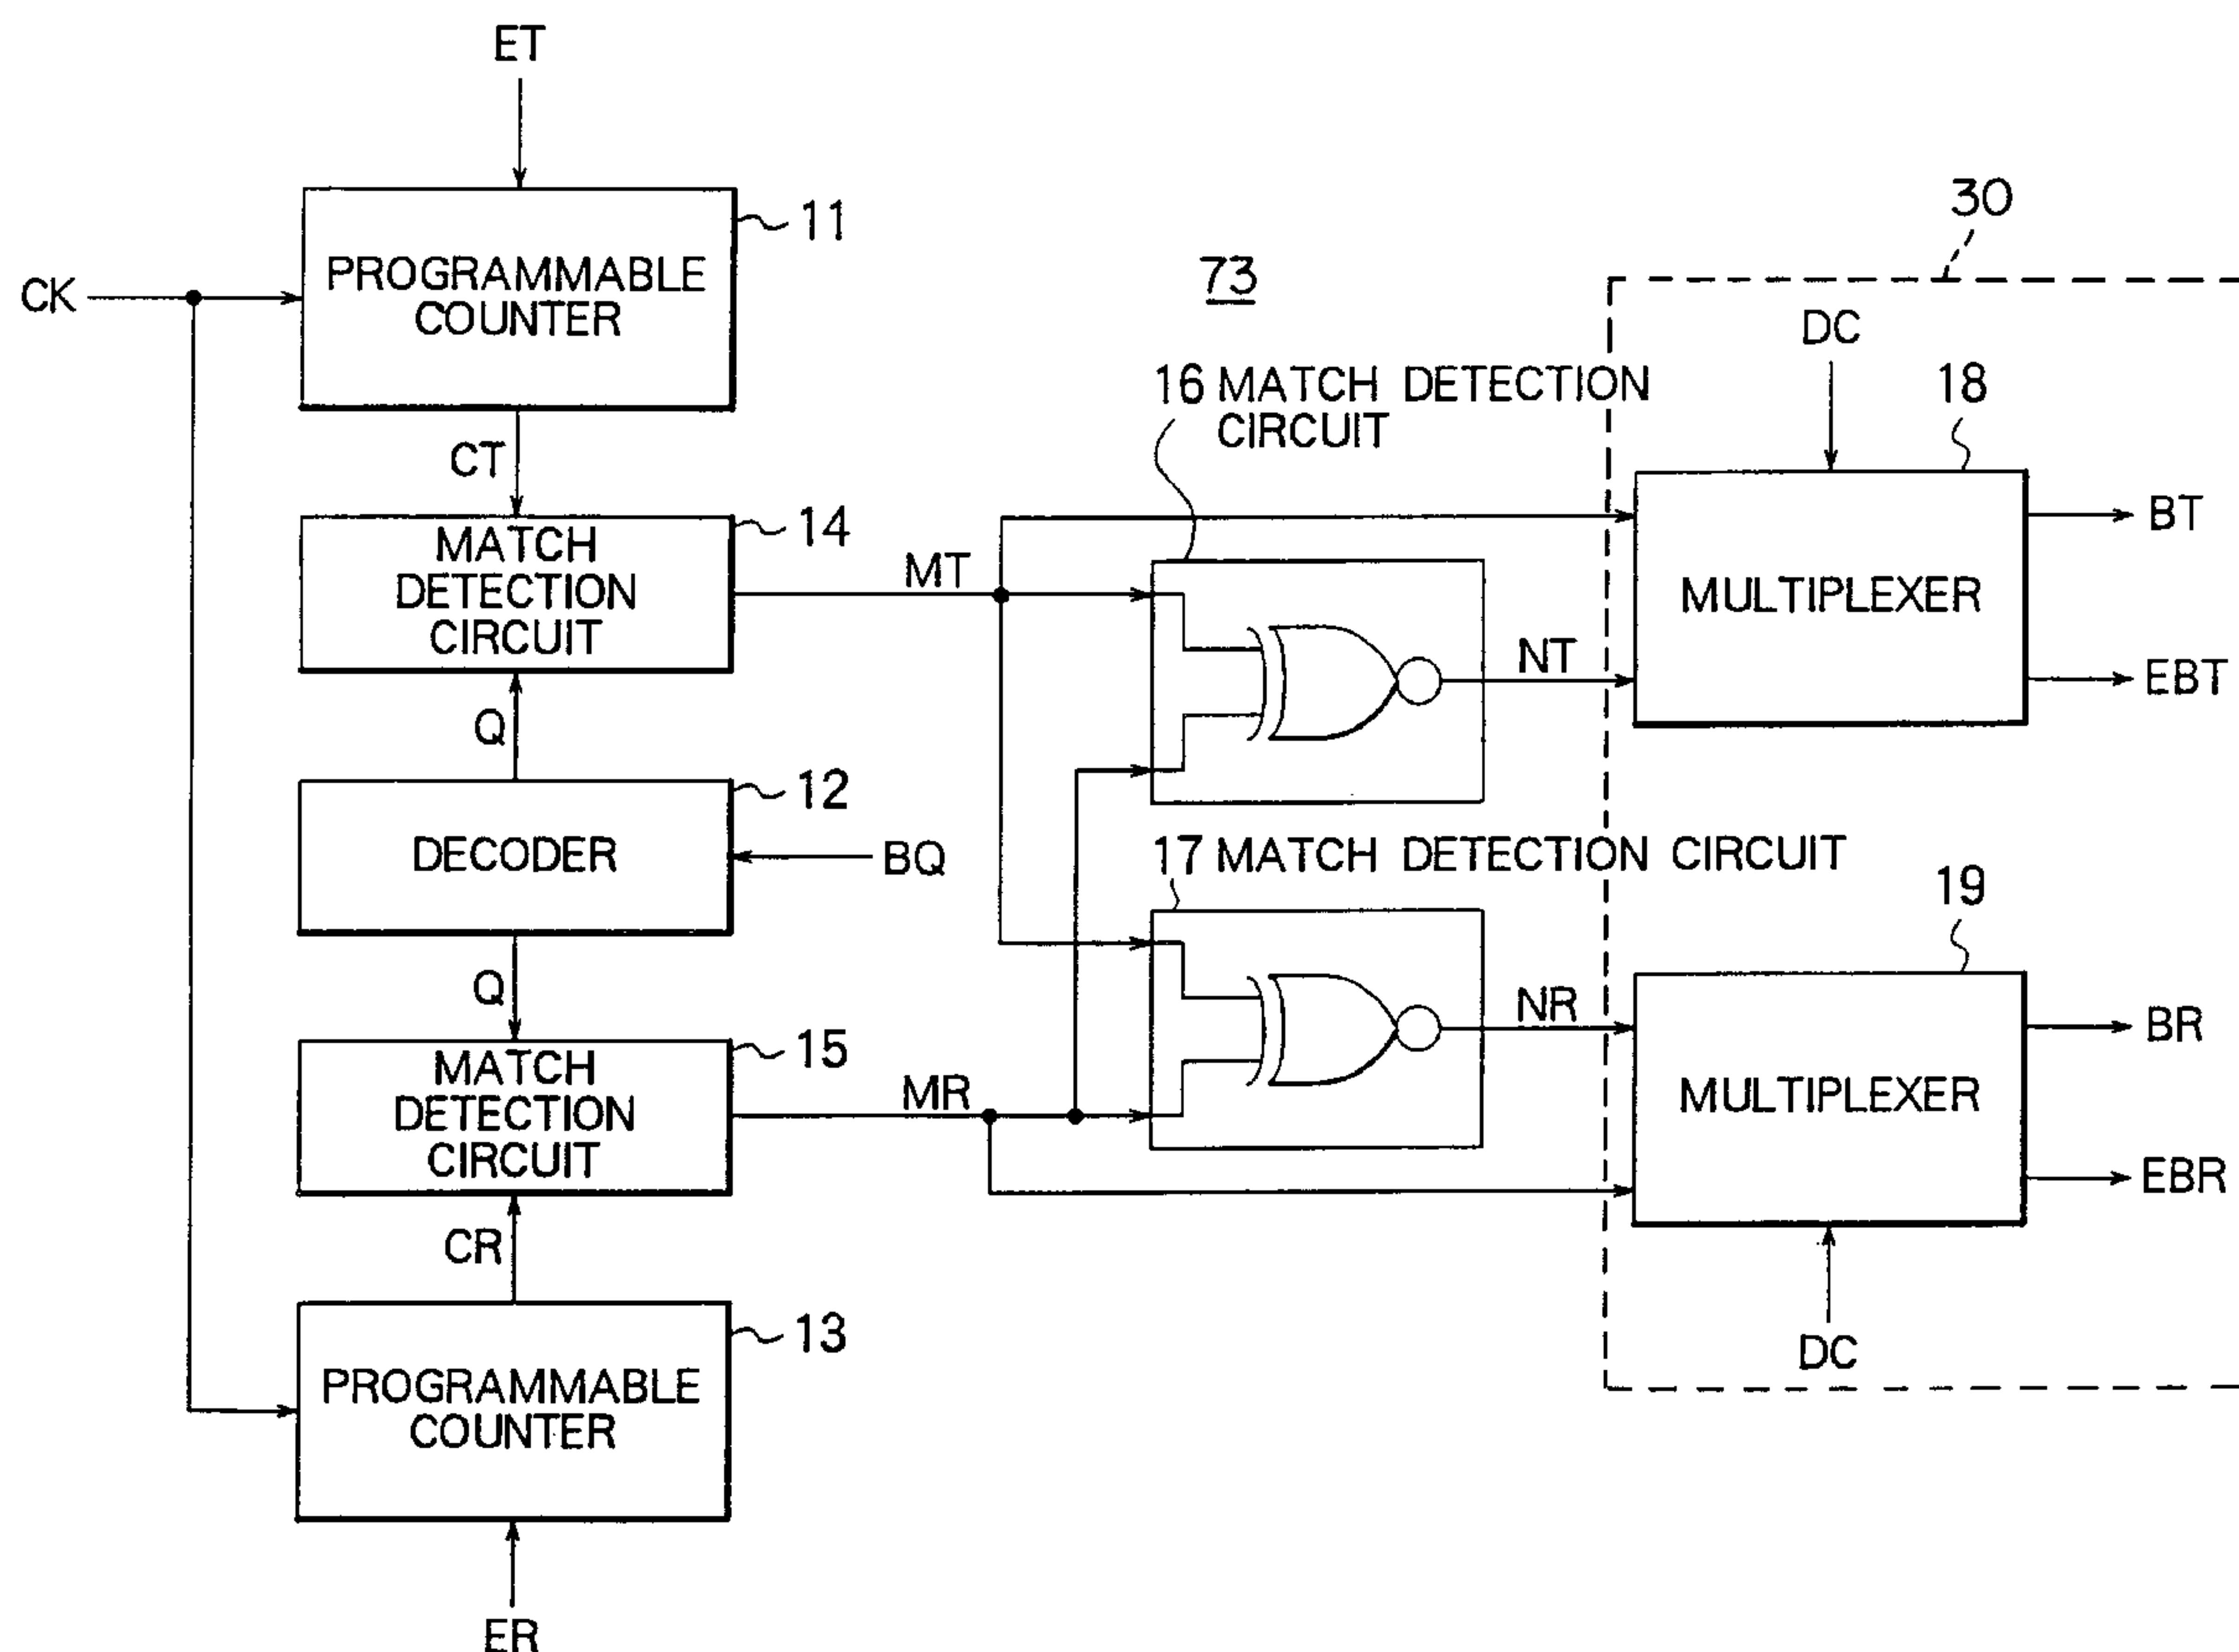 ET
11
PROGRAMMABLE
COUNTER
CK
73
30
DC
CT
16 MATCH DETECTION
CIRCUIT
18
14
MATCH
DETECTION
CIRCUIT
MT
BT
MULTIPLEXER
NT
EBT
Q
12
DECODER
BQ
17 MATCH DETECTION CIRCUIT
19
Q
15
MATCH
DETECTION
CIRCUIT
MR
NR
BR
MULTIPLEXER
EBR
CR
13
PROGRAMMABLE
COUNTER
DC
ER